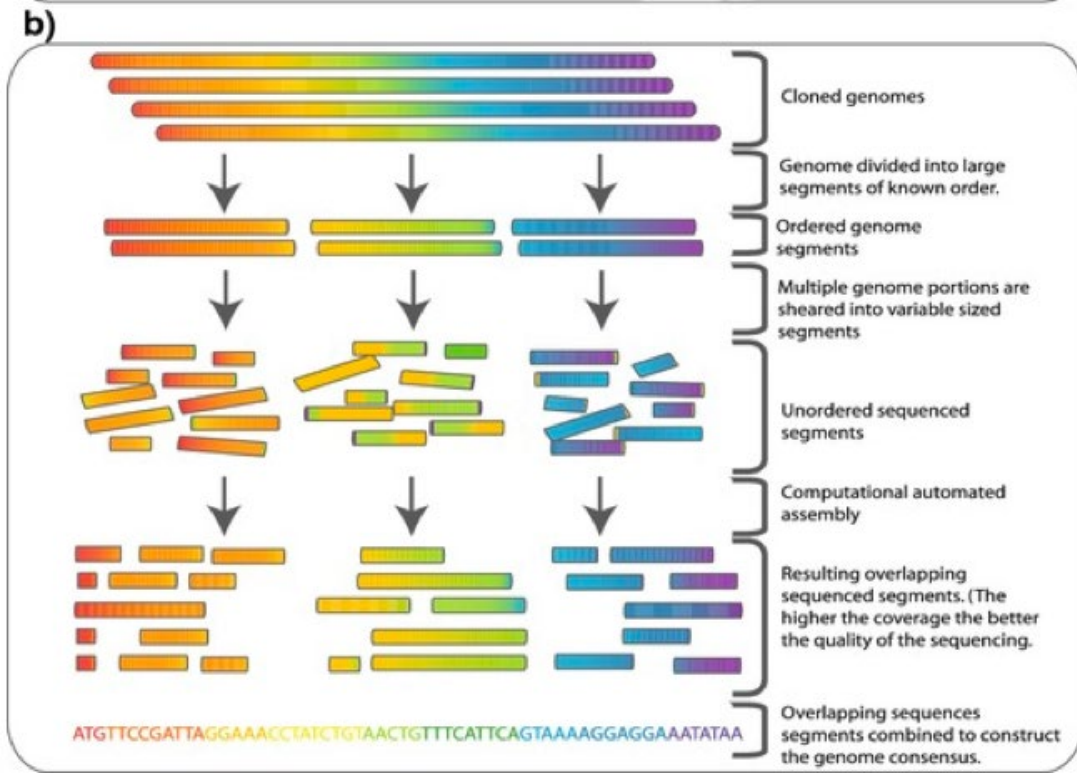 b)
Cloned genomes
Genome divided into large
segments of known order.
Ordered genome
segments
Multiple genome portions are
sheared into variable sized
segments
Unordered sequenced
segments
Computational automated
assembly
Resulting overlapping
sequenced segments. (The
higher the coverage the better
the quality of the sequencing.
ATGTTCCGATTAGGAAACCTATCTGTAACTGTTTCATTCAGTAAAAGGAGGAAATATAA
Overlapping sequences
segments combined to construct
the genome consensus.